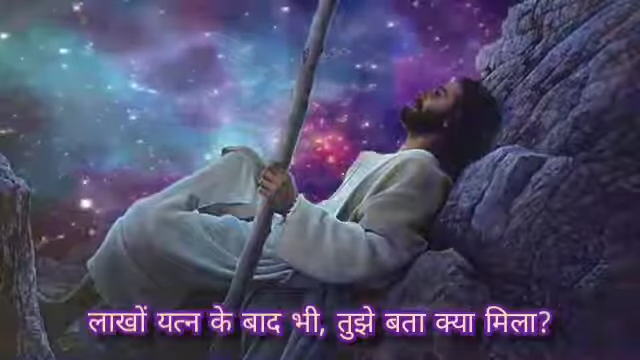 लाखों यत्न के बाद भी, तुझे बता क्या मिला?